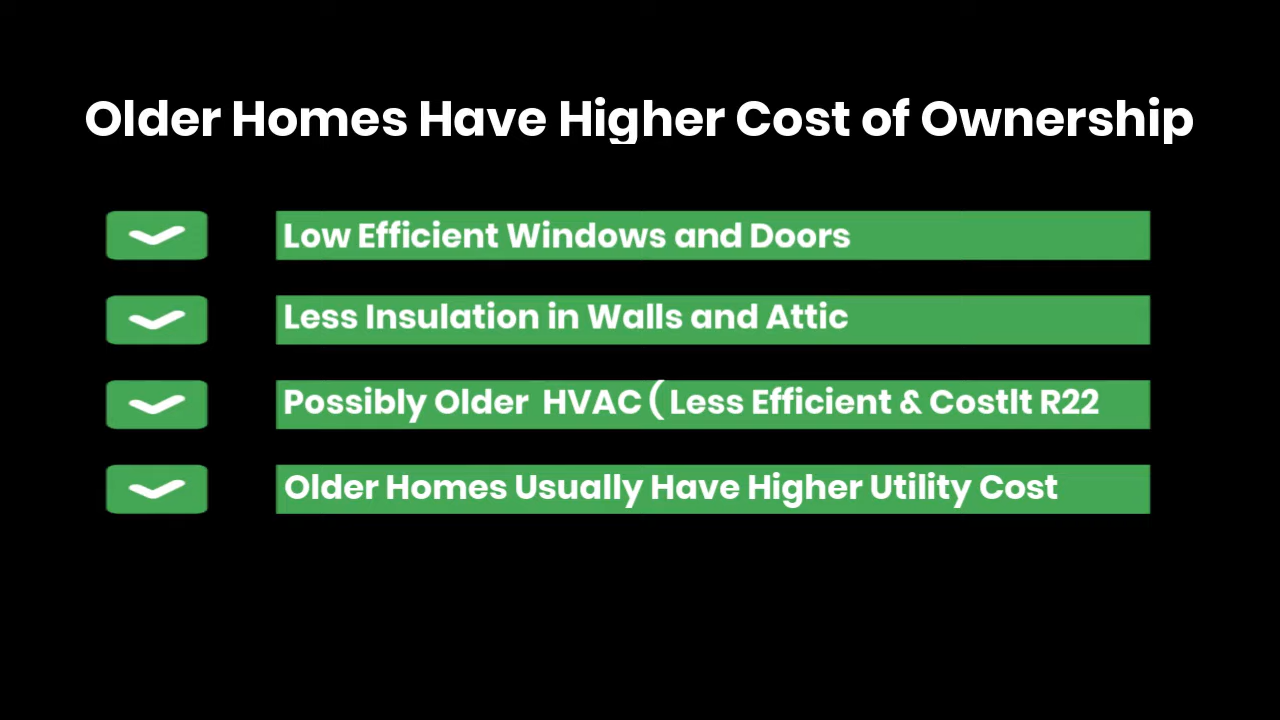 Older Homes Have Higher Cost of Ownership
Low Efficient Windows and Doors
Less Insulation in Walls and Attic
Possibly Older HVAC ( Less Efficient & Costlt R22
Older Homes Usually Have Higher Utility Cost